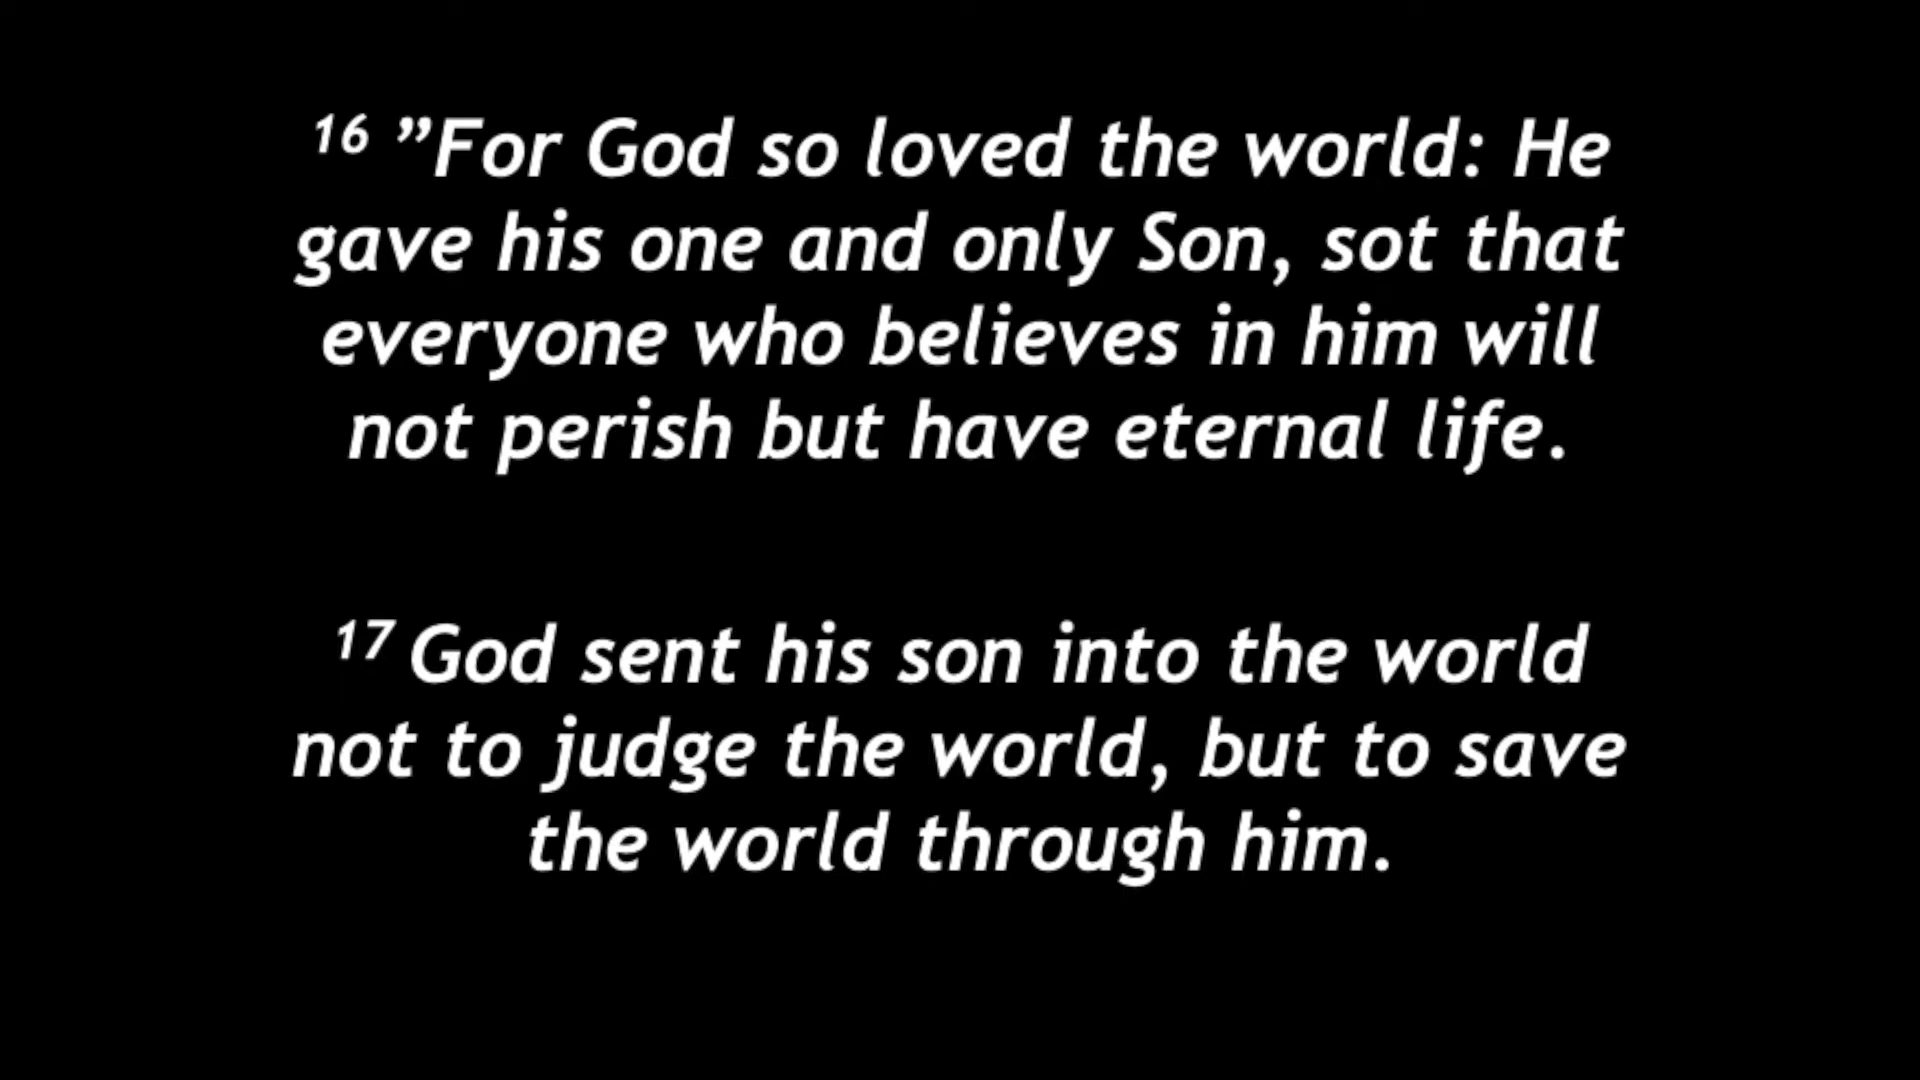 16 ”For God so loved the world: He
gave his one and only Son, sot that
everyone who believes in him will
not perish but have eternal life.
17 God sent his son into the world
not to judge the world, but to save
the world through him.